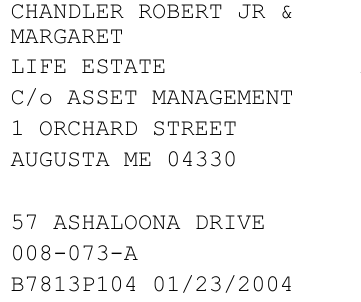 CHANDLER ROBERT JR &
MARGARET
LIFE ESTATE
C/o ASSET MANAGEMENT
1 ORCHARD STREET
AUGUSTA ME 04330
57 ASHALOONA DRIVE
008-073-A
B7813P104 01/23/2004